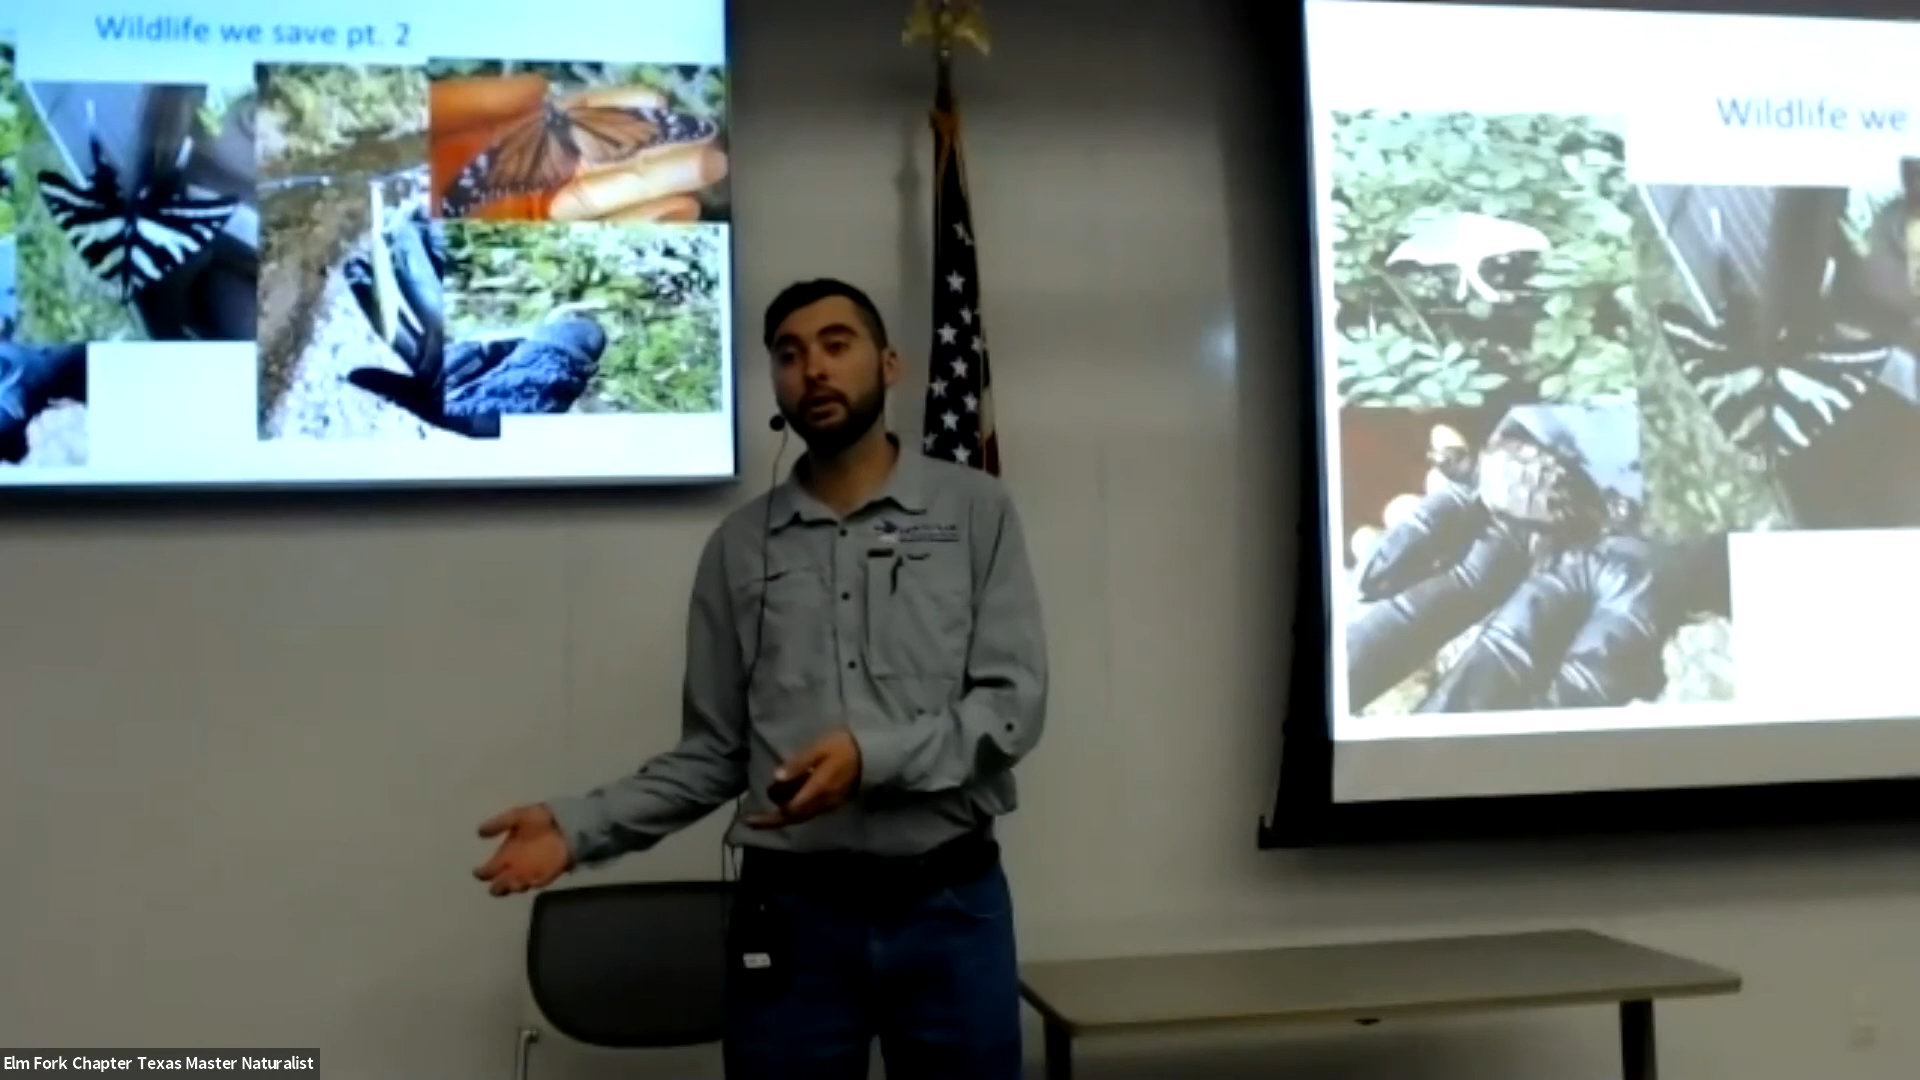 Wildlife we save pt. 2
Wildlife we
Elm Fork Chapter Texas Master Naturalist